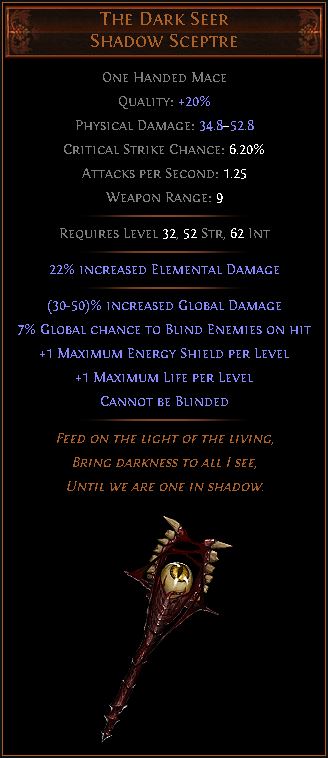 The Dark Seer
Shadow Sceptre
One Handed Mace
Quality: +20%
Physical Damage: 34.8–52.8
Critical Strike Chance: 6.20%
Attacks per Second: 1.25
Weapon Range: 9
Requires Level 32, 52 Str, 62 Int
22% increased Elemental Damage
(30-50)% increased Global Damage
7% Global chance to Blind Enemies on hit
+1 Maximum Energy Shield per Level
+1 Maximum Life per Level
Cannot be Blinded
Feed on the light of the living,
Bring darkness to all I see,
Until we are one in shadow.